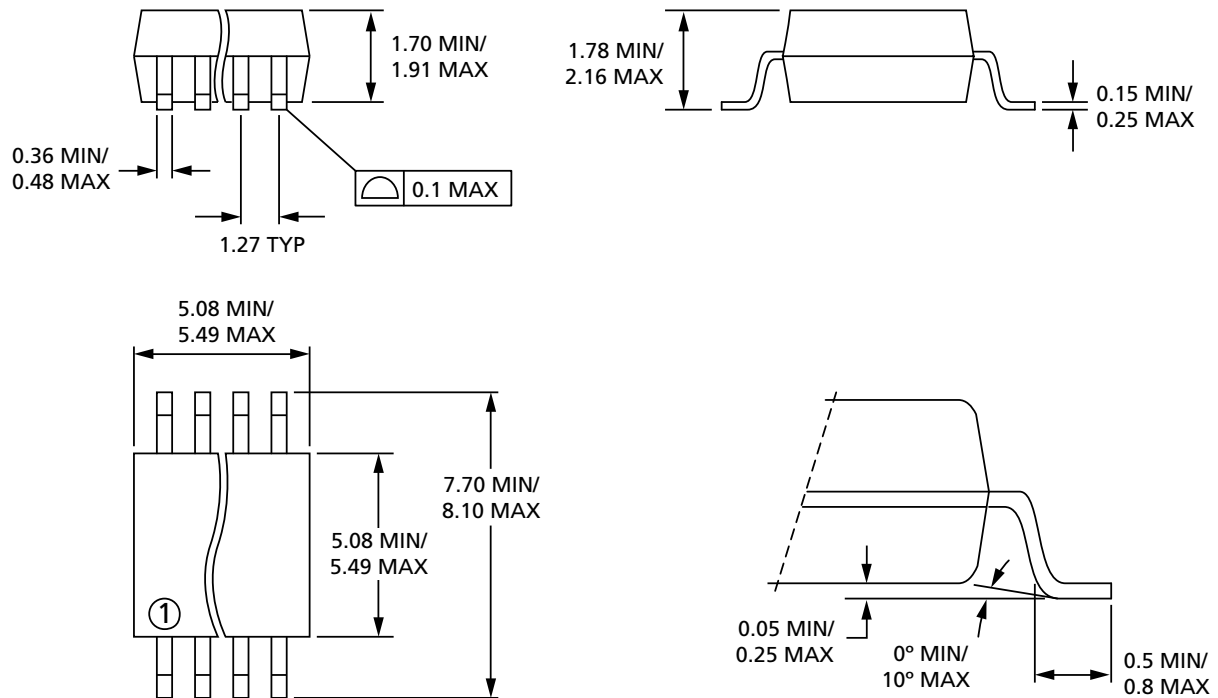 1.70 MIN/
1.91 MAX
0.36 MIN/
0.48 MAX
0.1 MAX
1.27 TYP
1.78 MIN/
2.16 MAX
0.15 MIN/
0.25 MAX
5.08 MIN/
5.49 MAX
7.70 MIN/
8.10 MAX
5.08 MIN/
5.49 MAX
1
0.05 MIN/
0.25 MAX
0º MIN/
10º MAX
0.5 MIN/
0.8 MAX